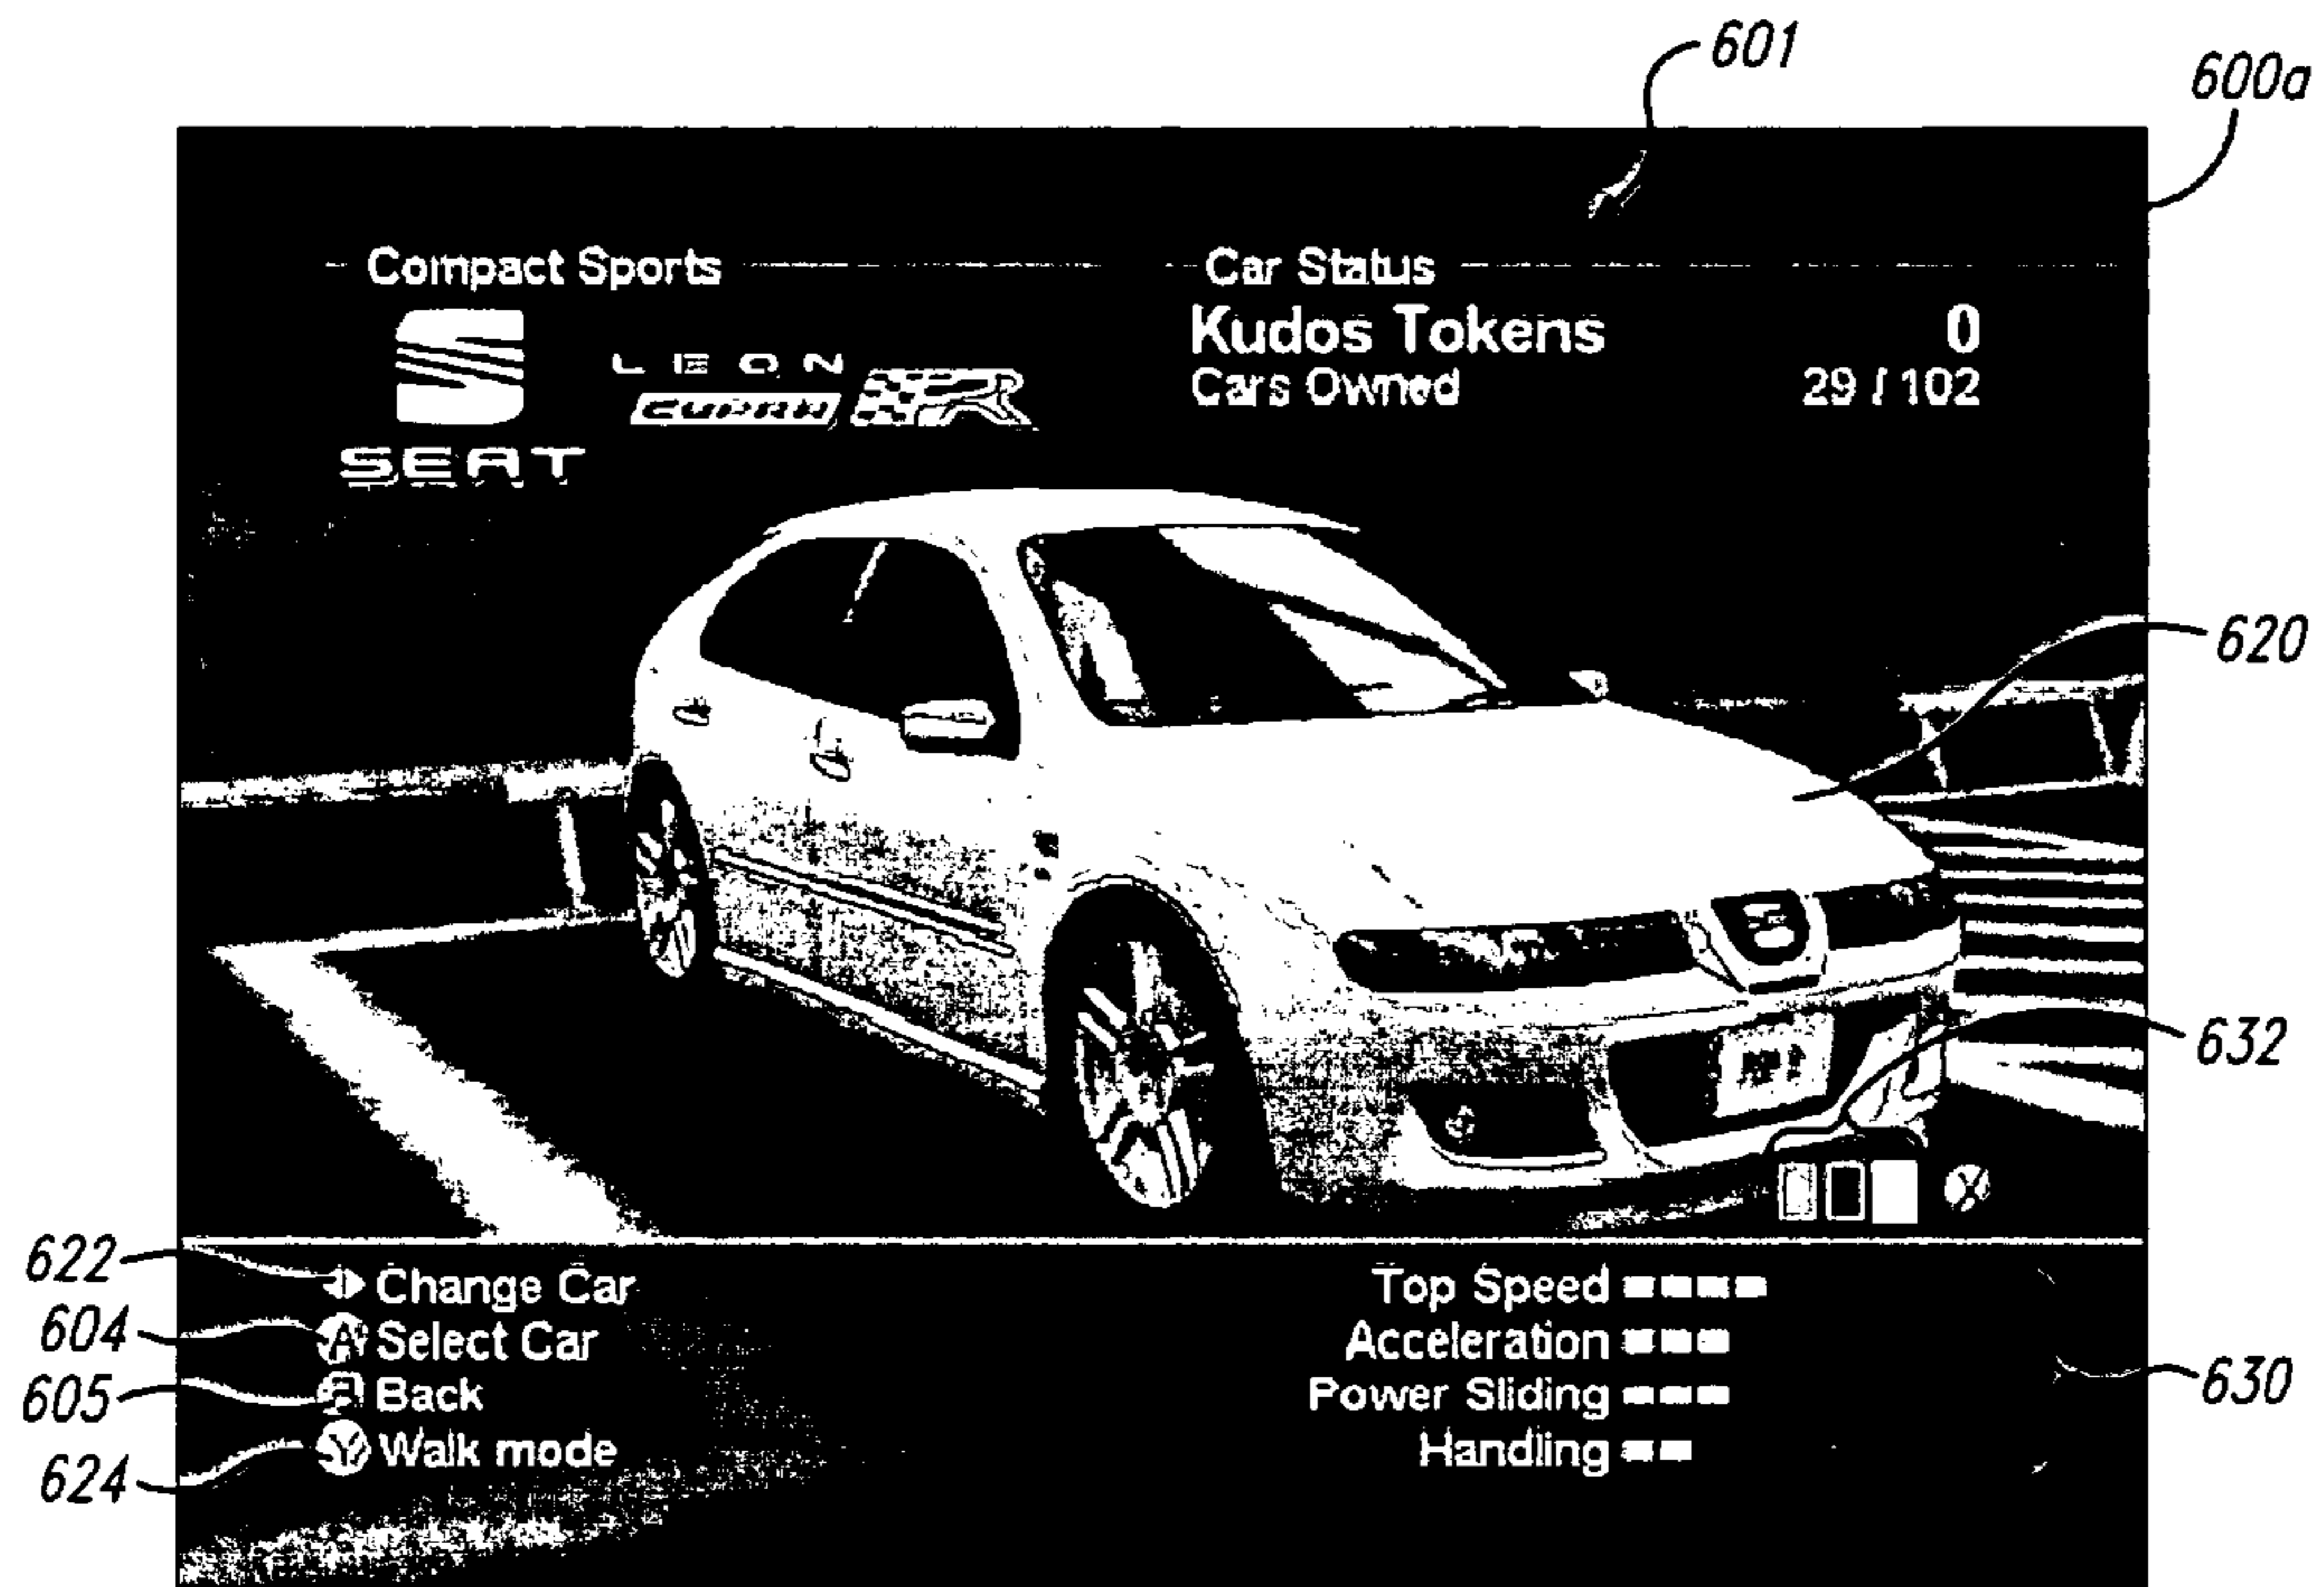 601
600a
Compact Sports
Car Status
Kudos Tokens 0
Cars Owned 29 / 102
LEON
CUPRA R
SEAT
620
632
X
622 Change Car
604 A Select Car
605 B Back
624 Y Walk mode
Top Speed
Acceleration
Power Sliding
Handling
630